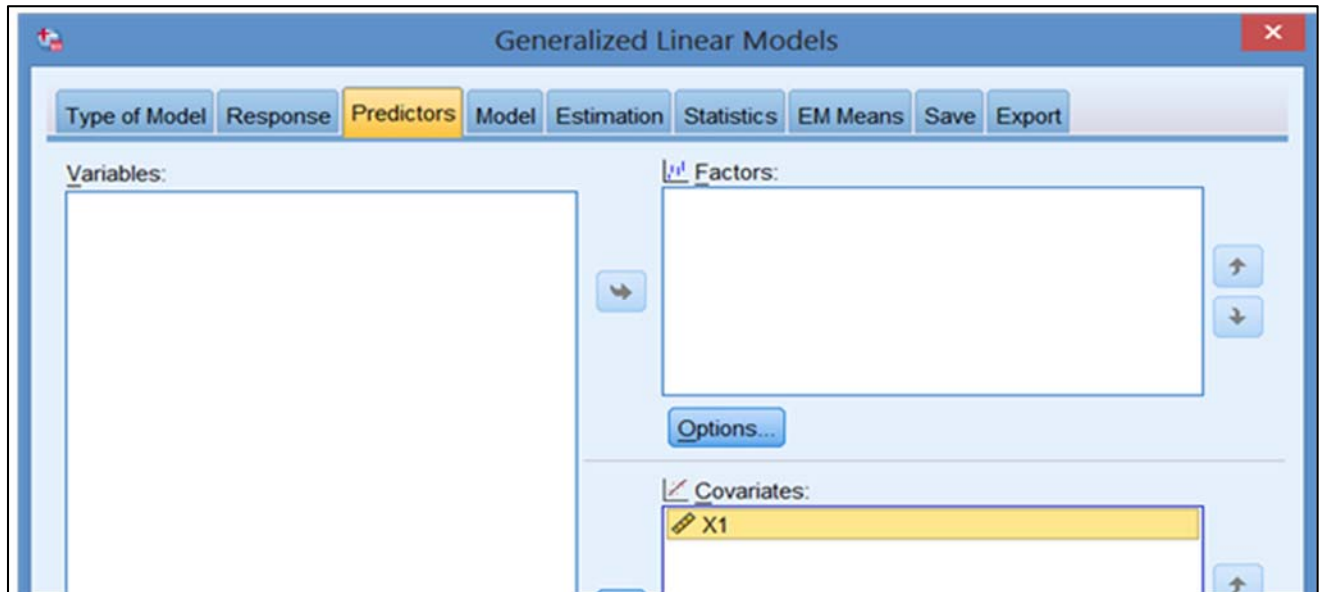 Generalized Linear Models
Type of Model Response Predictors Model Estimation Statistics EM Means Save Export
Variables:
Factors:
Options...
Covariates:
X1